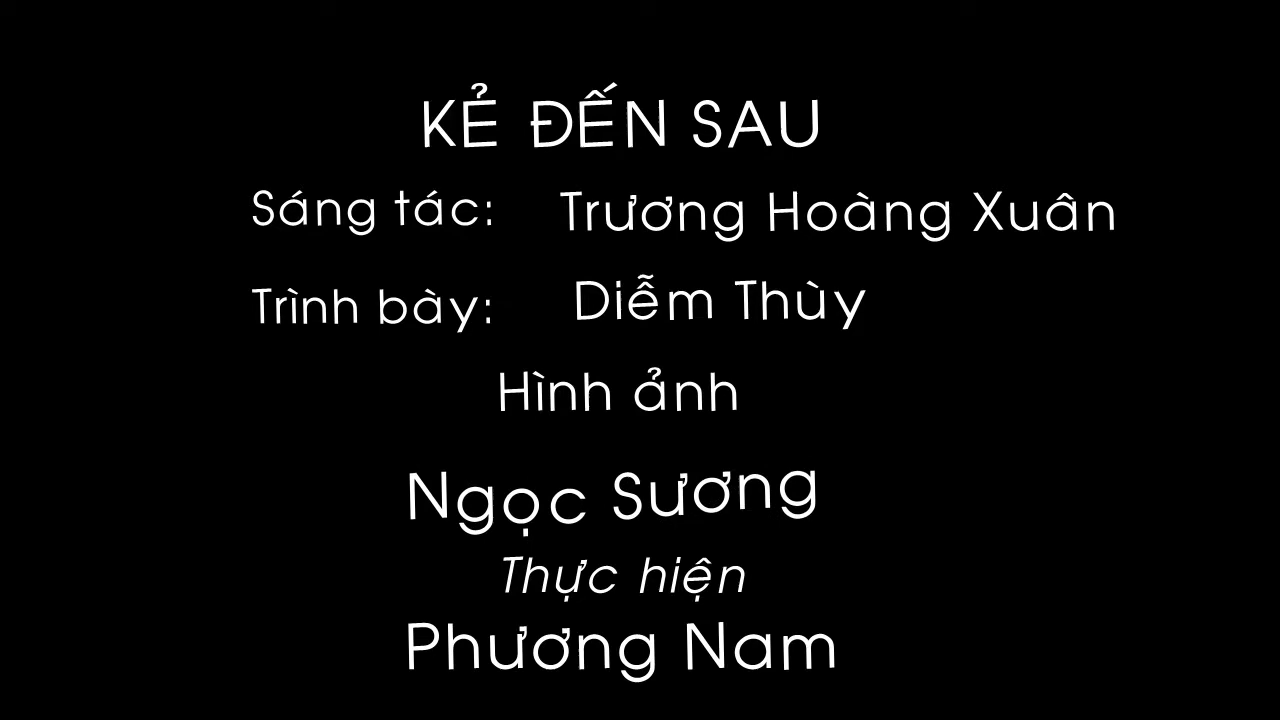 KẺ ĐẾN SAU
Sáng tác: Trương Hoàng Xuân
Trình bày: Diễm Thùy
Hình ảnh
Ngọc Sương
Thực hiện
Phương Nam